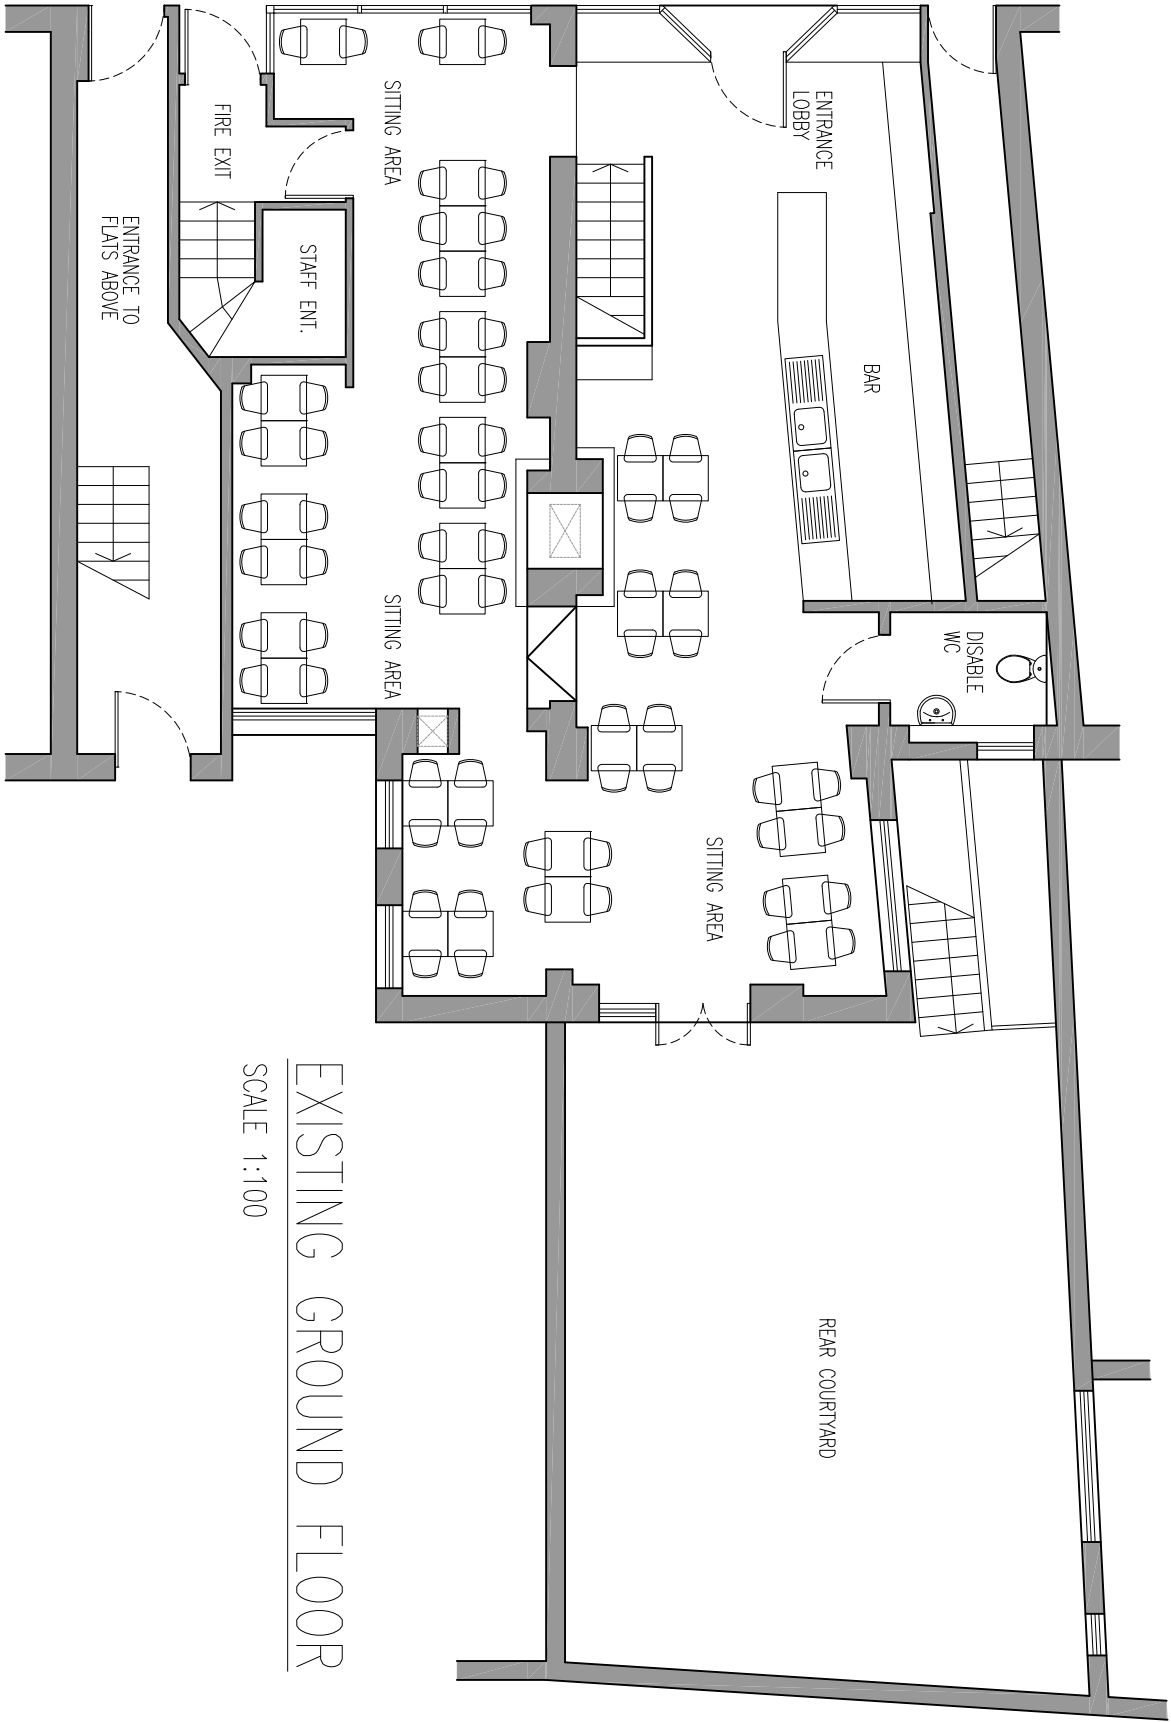 ENTRANCE
LOBBY
SITTING AREA
FIRE EXIT
ENTRANCE TO
FLATS ABOVE
STAFF ENT.
BAR
DISABLE
WC
SITTING AREA
SITTING AREA
REAR COURTYARD
EXISTING GROUND FLOOR
SCALE 1:100